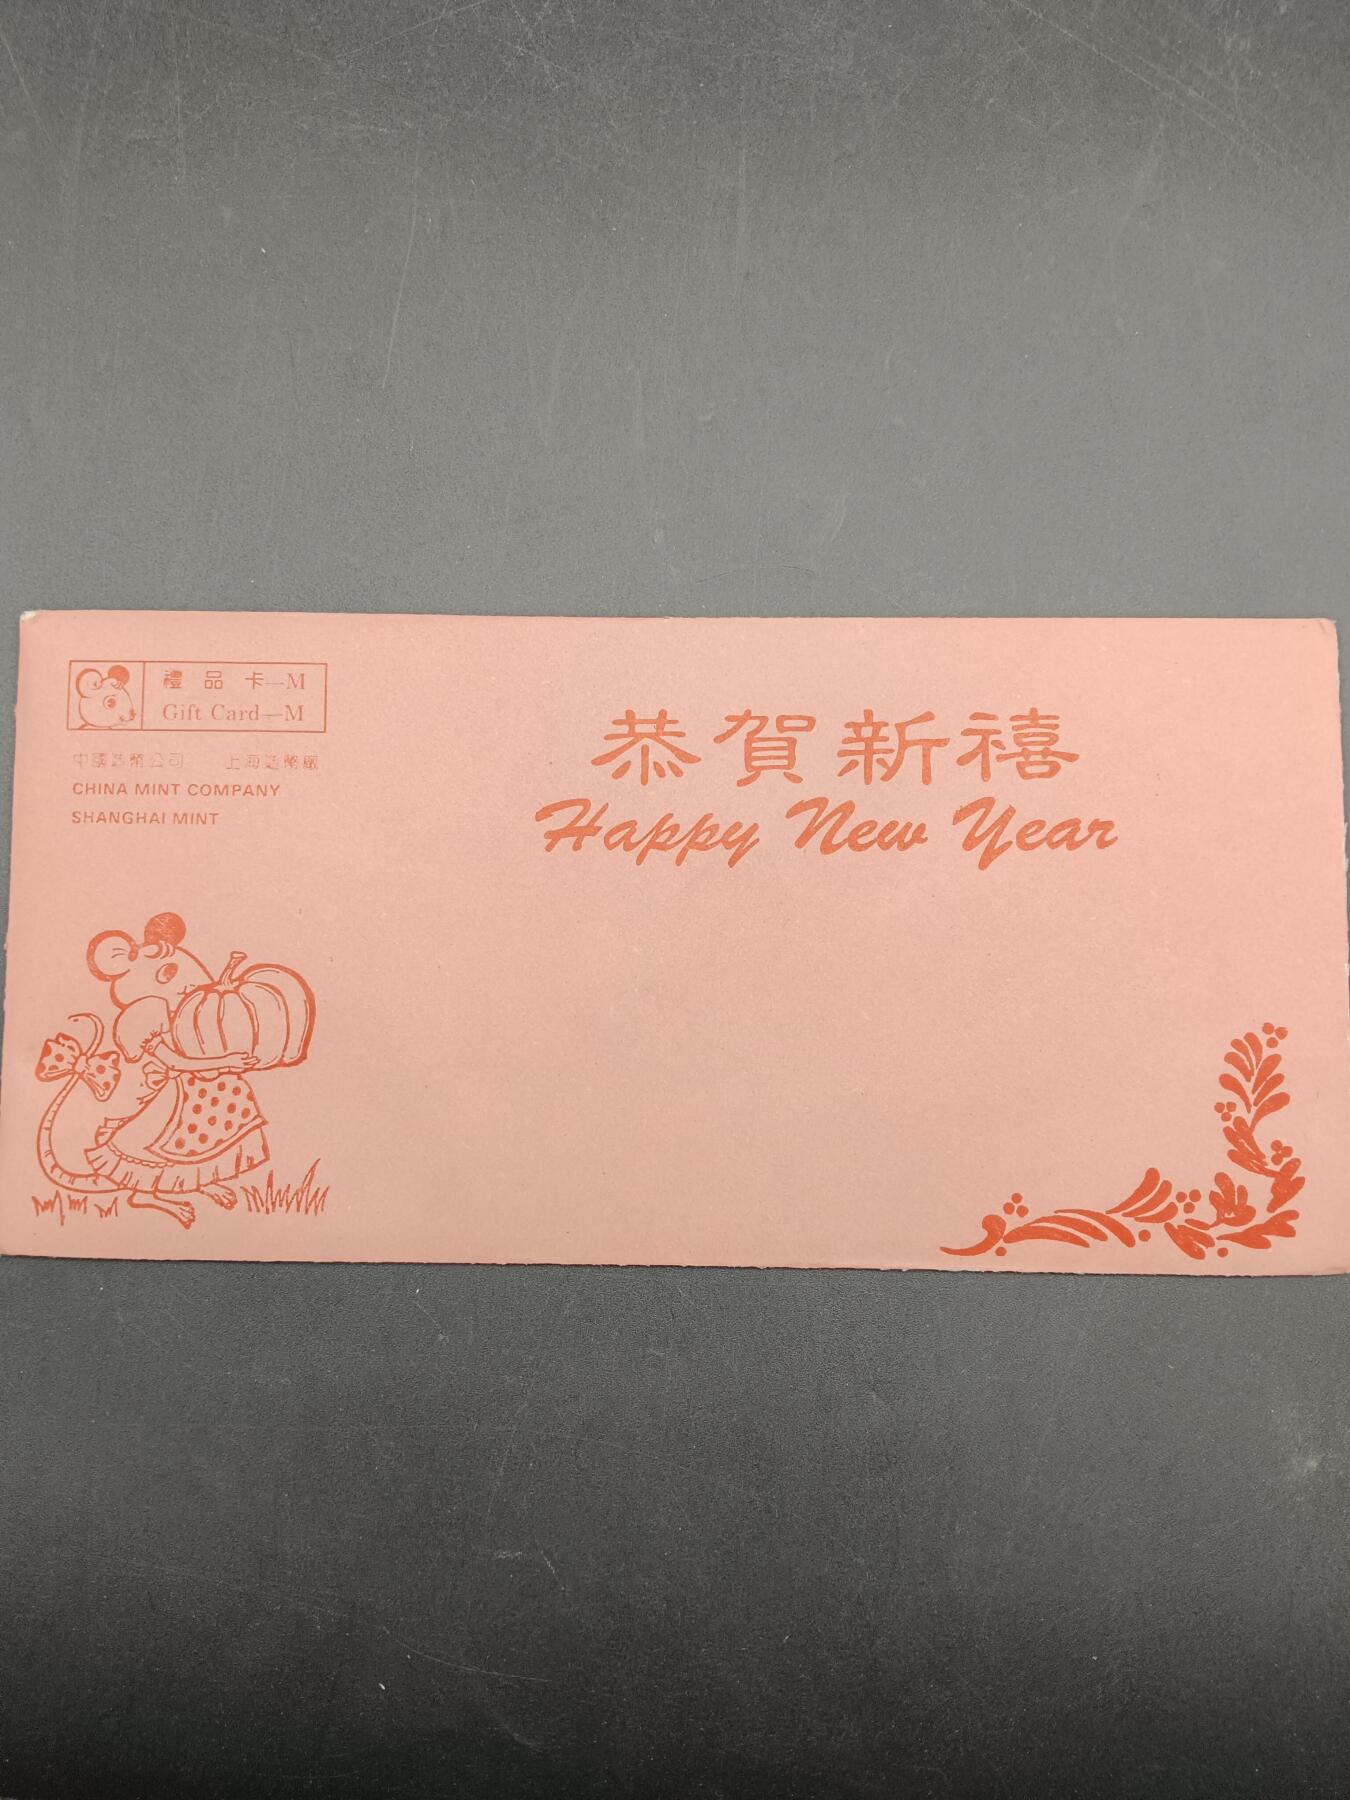 禮品卡—M
Gift Card—M
中國造幣公司 上海造幣廠
CHINA MINT COMPANY
SHANGHAI MINT
恭賀新禧
Happy New Year